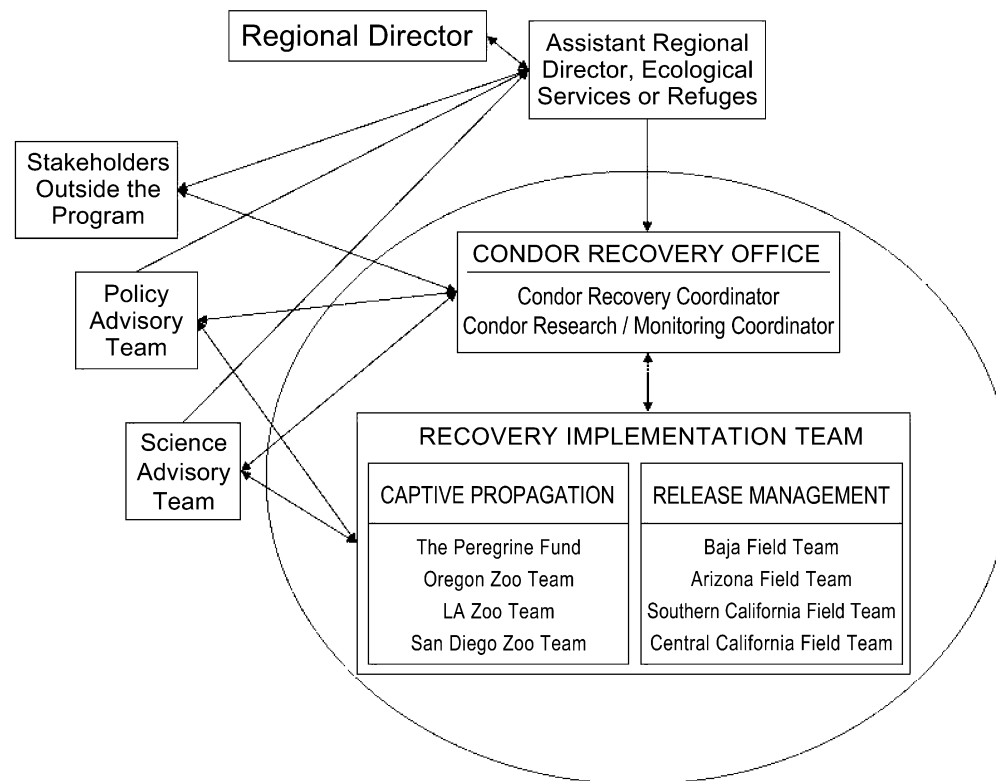 Regional Director
Assistant Regional
Director, Ecological
Services or Refuges
Stakeholders
Outside the
Program
CONDOR RECOVERY OFFICE
Condor Recovery Coordinator
Condor Research / Monitoring Coordinator
Policy
Advisory
Team
RECOVERY IMPLEMENTATION TEAM
Science
Advisory
Team
CAPTIVE PROPAGATION
The Peregrine Fund
Oregon Zoo Team
LA Zoo Team
San Diego Zoo Team
RELEASE MANAGEMENT
Baja Field Team
Arizona Field Team
Southern California Field Team
Central California Field Team